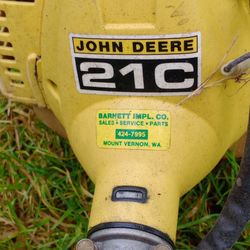 JOHN DEERE
21C
BARNETT IMPL. CO.
SALES • SERVICE • PARTS
424-7995
MOUNT VERNON, WA.